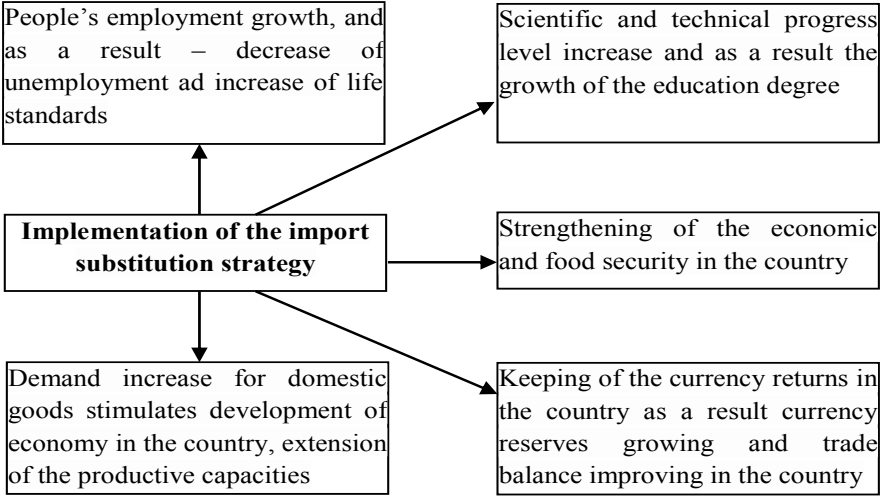 People’s employment growth, and
as a result – decrease of
unemployment ad increase of life
standards
Scientific and technical progress
level increase and as a result the
growth of the education degree
Implementation of the import
substitution strategy
Strengthening of the economic
and food security in the country
Demand increase for domestic
goods stimulates development of
economy in the country, extension
of the productive capacities
Keeping of the currency returns in
the country as a result currency
reserves growing and trade
balance improving in the country